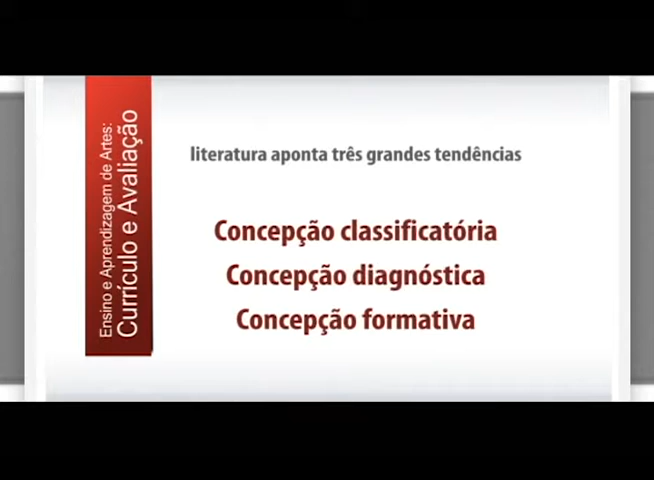 Ensino e Aprendizagem de Artes:
Currículo e Avaliação
literatura aponta três grandes tendências
Concepção classificatória
Concepção diagnóstica
Concepção formativa